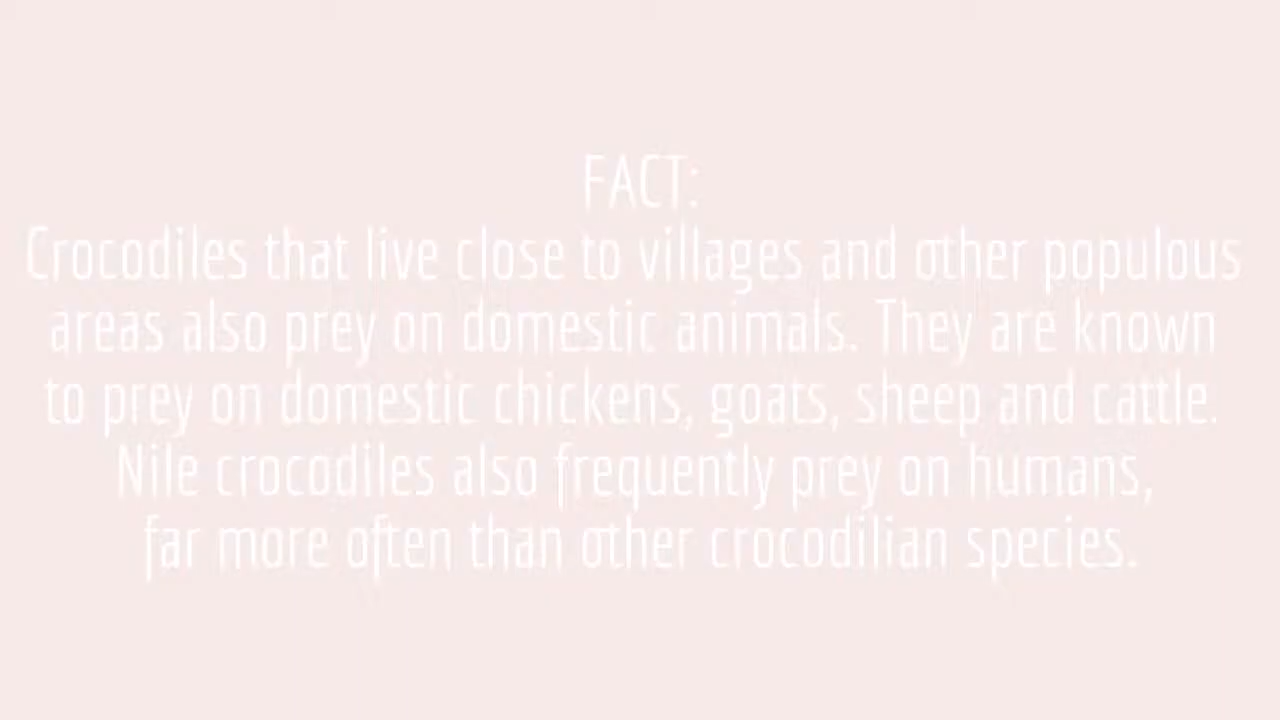 FACT:
Crocodiles that live close to villages and other populous
areas also prey on domestic animals. They are known
to prey on domestic chickens, goats, sheep and cattle.
Nile crocodiles also frequently prey on humans,
far more often than other crocodilian species.